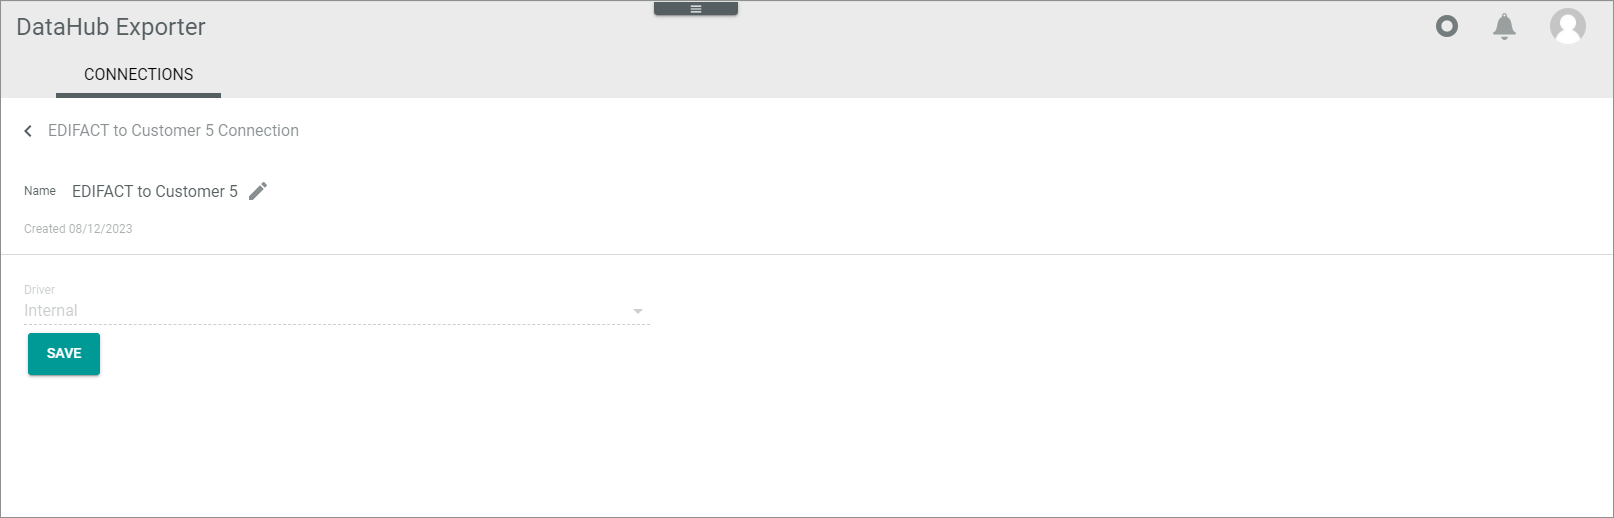 DataHub Exporter
CONNECTIONS
EDIFACT to Customer 5 Connection
Name EDIFACT to Customer 5
Created 08/12/2023
Driver
Internal
SAVE